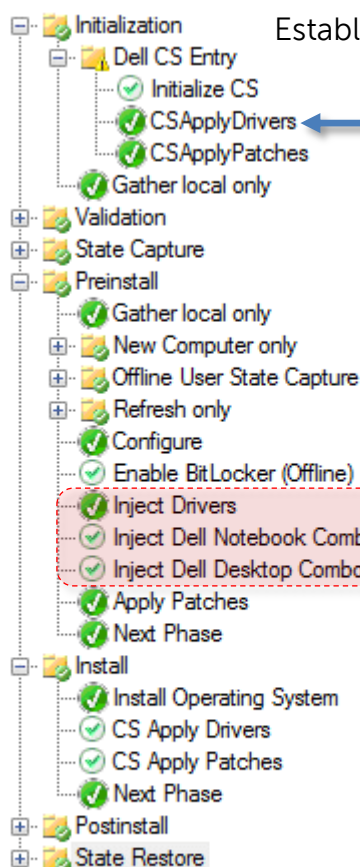 Initialization
Establ
Dell CS Entry
Initialize CS
CSApplyDrivers
CSApplyPatches
Gather local only
Validation
State Capture
Preinstall
Gather local only
New Computer only
Offline User State Capture
Refresh only
Configure
Enable BitLocker (Offline)
Inject Drivers
Inject Dell Notebook Comb
Inject Dell Desktop Combo
Apply Patches
Next Phase
Install
Install Operating System
CS Apply Drivers
CS Apply Patches
Next Phase
Postinstall
State Restore